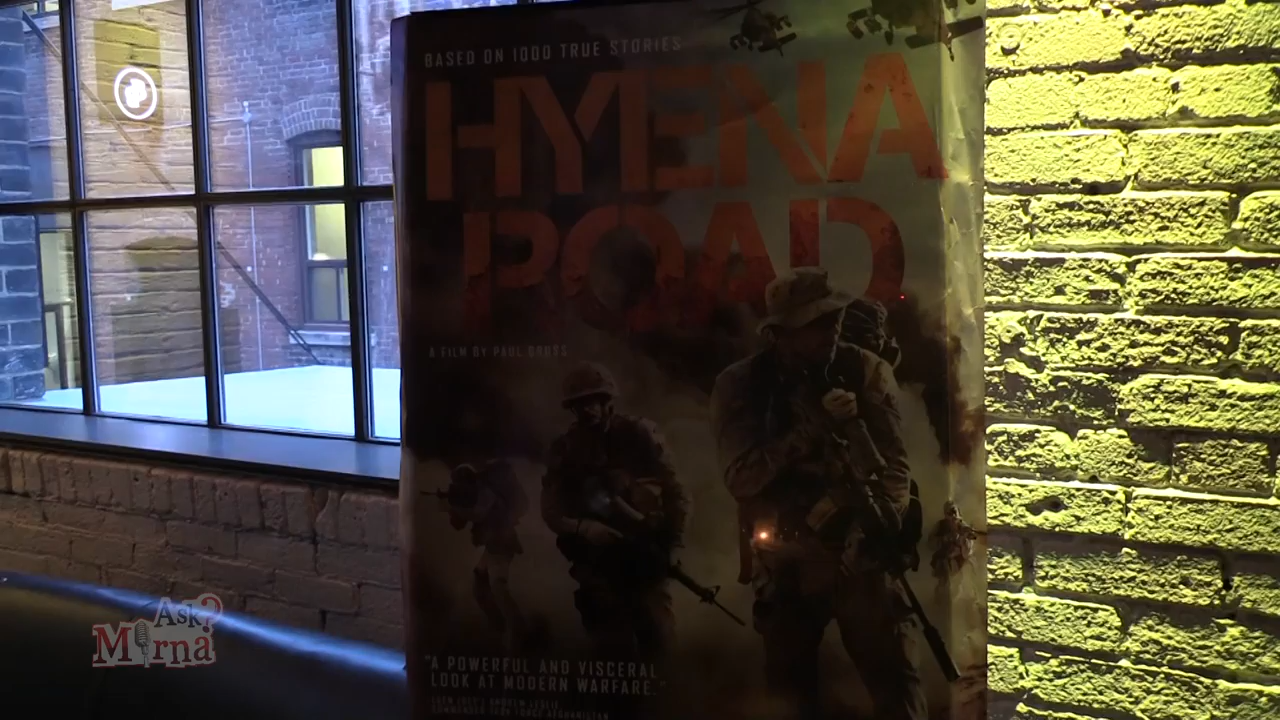 BASED ON 1000 TRUE STORIES
HYENA
ROAD
A FILM BY PAUL GROSS
"A POWERFUL AND VISCERAL
LOOK AT MODERN WARFARE."
Ask?
Mirna